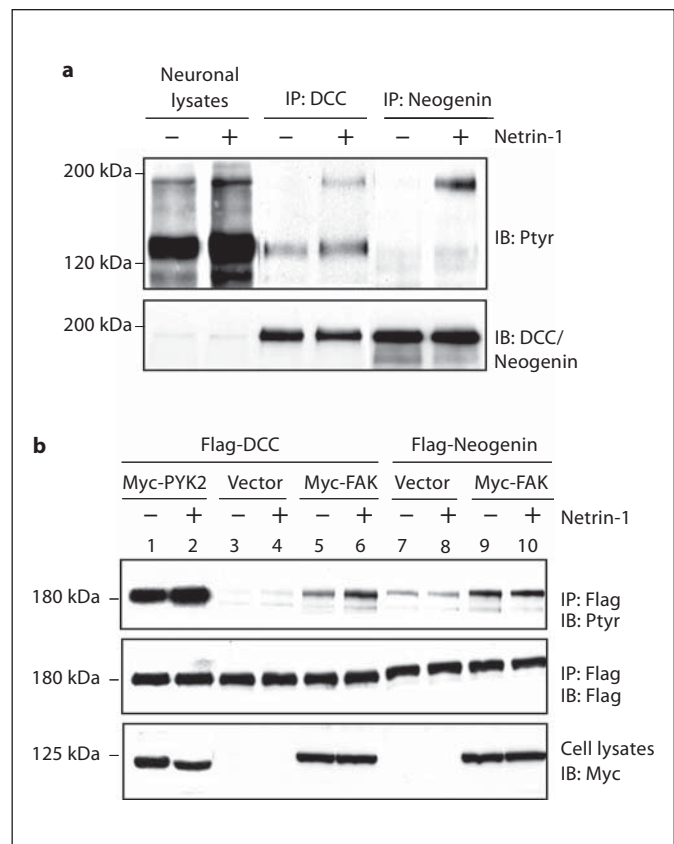 a
Neuronal lysates
IP: DCC
IP: Neogenin
– + – + – + Netrin-1
200 kDa
120 kDa
IB: Ptyr
200 kDa
IB: DCC/
Neogenin
b
Flag-DCC Flag-Neogenin
Myc-PYK2 Vector Myc-FAK Vector Myc-FAK
– + – + – + – + – + Netrin-1
1 2 3 4 5 6 7 8 9 10
180 kDa
IP: Flag
IB: Ptyr
180 kDa
IP: Flag
IB: Flag
125 kDa
Cell lysates
IB: Myc